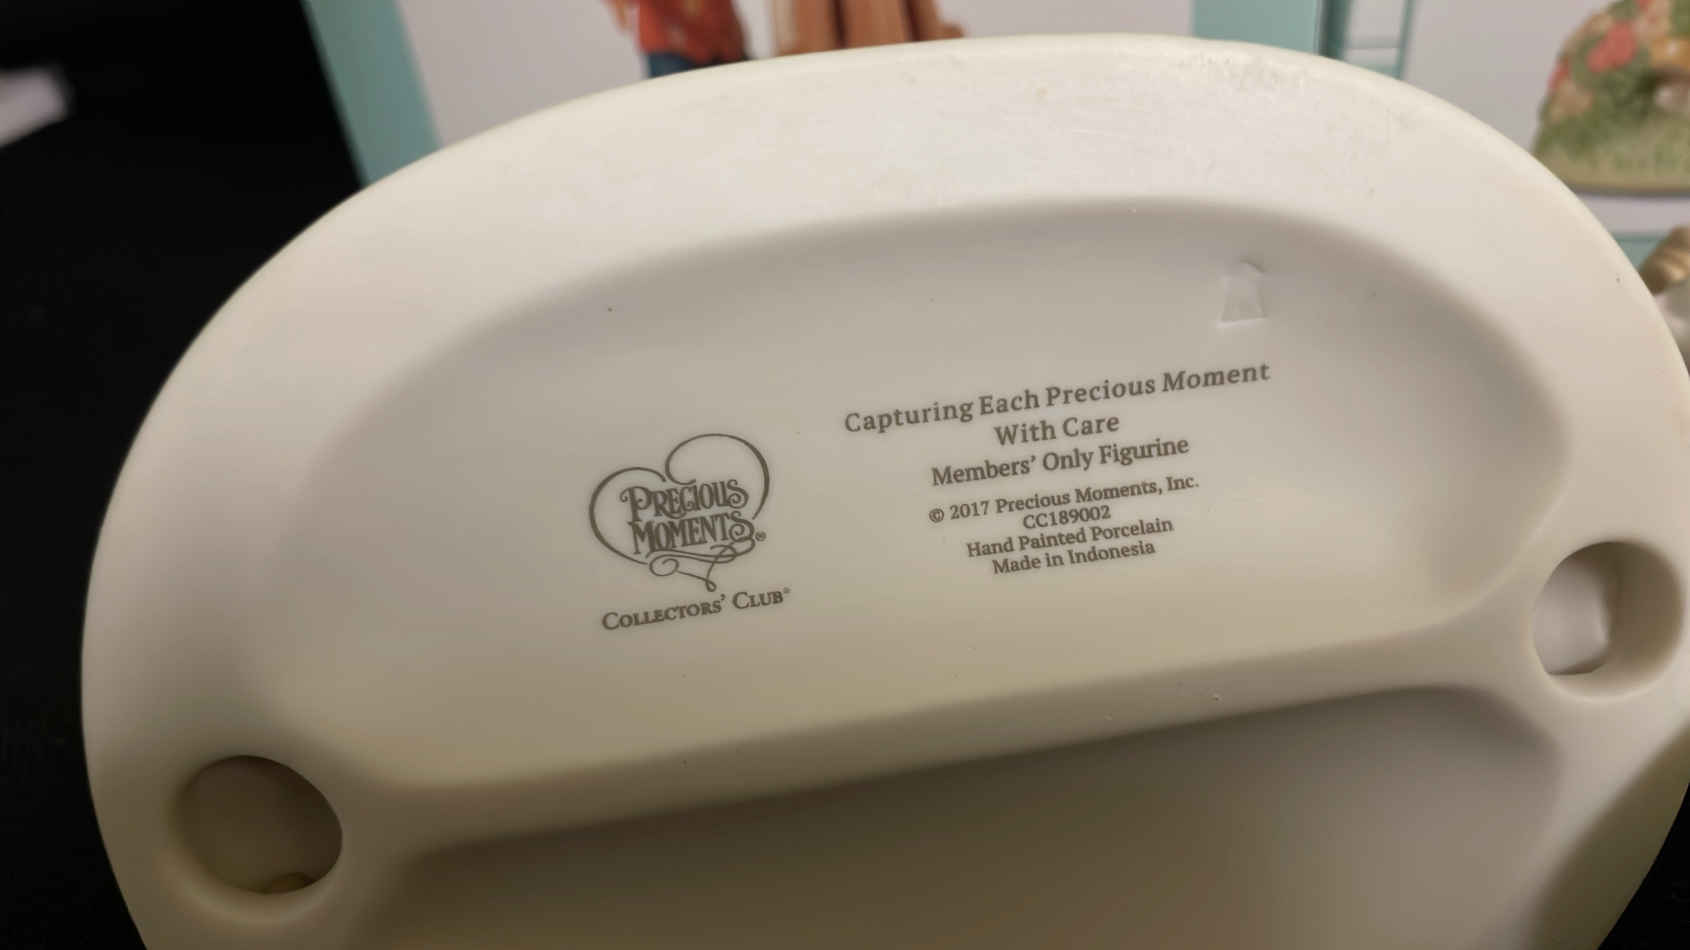 PRECIOUS
MOMENTS®
COLLECTORS' CLUB®
Capturing Each Precious Moment
With Care
Members' Only Figurine
© 2017 Precious Moments, Inc.
CC189002
Hand Painted Porcelain
Made in Indonesia